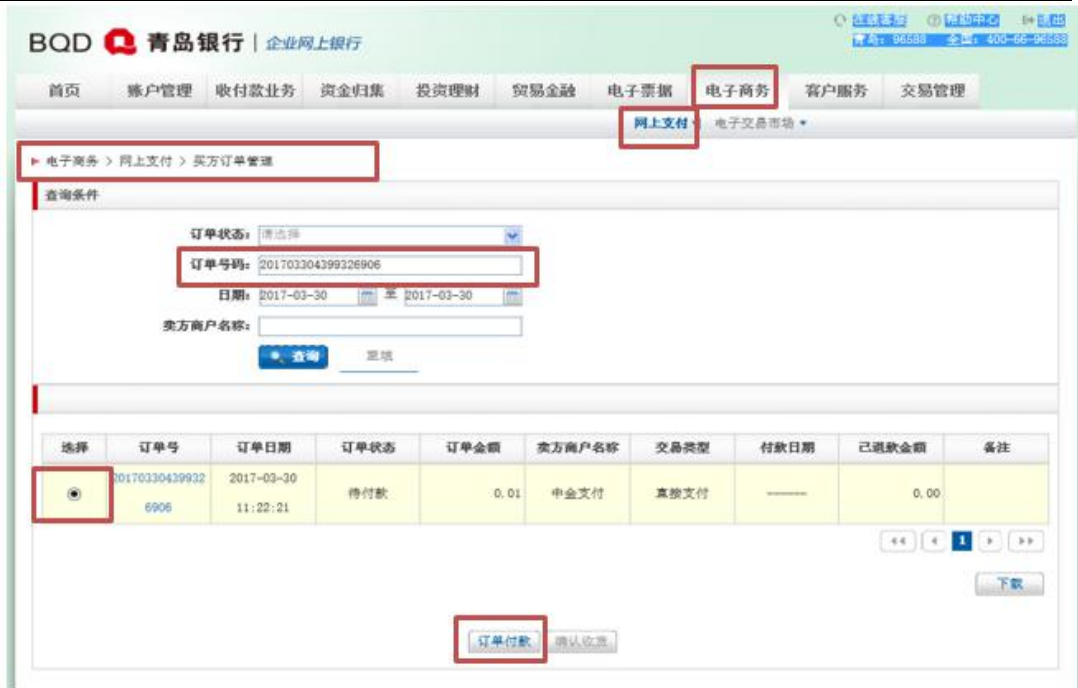 在线客服 帮助中心 退出
BQD 青岛银行 | 企业网上银行
青岛: 96588 全国: 400-66-96588
首页 账户管理 收付款业务 资金归集 投资理财 贸易金融 电子票据 电子商务 客户服务 交易管理
网上支付 电子交易市场
电子商务 > 网上支付 > 买方订单管理
查询条件
订单状态: 请选择
订单号码: 201703304399326906
日期: 2017-03-30 至 2017-03-30
卖方商户名称:
查询 重填
选择 订单号 订单日期 订单状态 订单金额 卖方商户名称 交易类型 付款日期 已退款金额 备注
20170330439932 2017-03-30
待付款 0.01 中金支付 直接支付 ------ 0.00
6906 11:22:21
1
下载
订单付款 确认收货